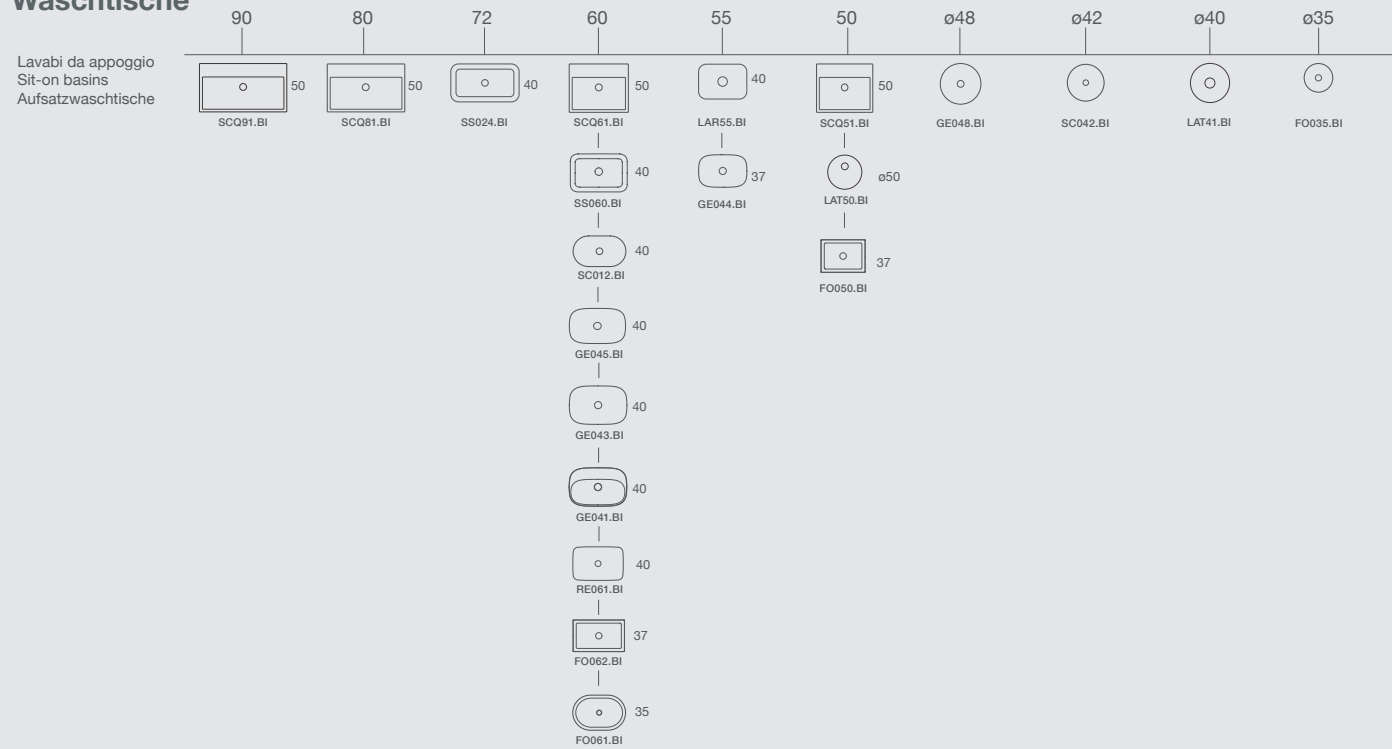 Waschtische
90 80 72 60 55 50 ø48 ø42 ø40 ø35
Lavabi da appoggio
Sit-on basins
Aufsatzwaschtische
50 50 40 50 40 50
SCQ91.BI SCQ81.BI SS024.BI SCQ61.BI LAR55.BI SCQ51.BI GE048.BI SC042.BI LAT41.BI FO035.BI
40 37 ø50
SS060.BI GE044.BI LAT50.BI
40 37
SC012.BI FO050.BI
40
GE045.BI
40
GE043.BI
40
GE041.BI
40
RE061.BI
37
FO062.BI
35
FO061.BI